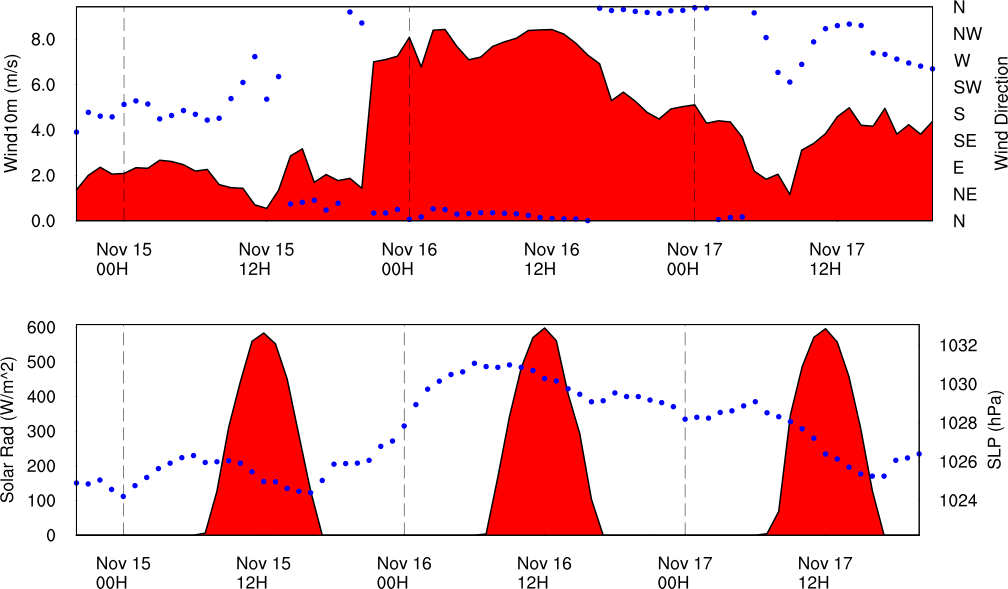 8.0
6.0
4.0
2.0
0.0
Wind10m (m/s)
N
NW
W
SW
S
SE
E
NE
N
Wind Direction
Nov 15 Nov 15 Nov 16 Nov 16 Nov 17 Nov 17
00H 12H 00H 12H 00H 12H
600
500
400
300
200
100
0
Solar Rad (W/m^2)
1032
1030
1028
1026
1024
SLP (hPa)
Nov 15 Nov 15 Nov 16 Nov 16 Nov 17 Nov 17
00H 12H 00H 12H 00H 12H